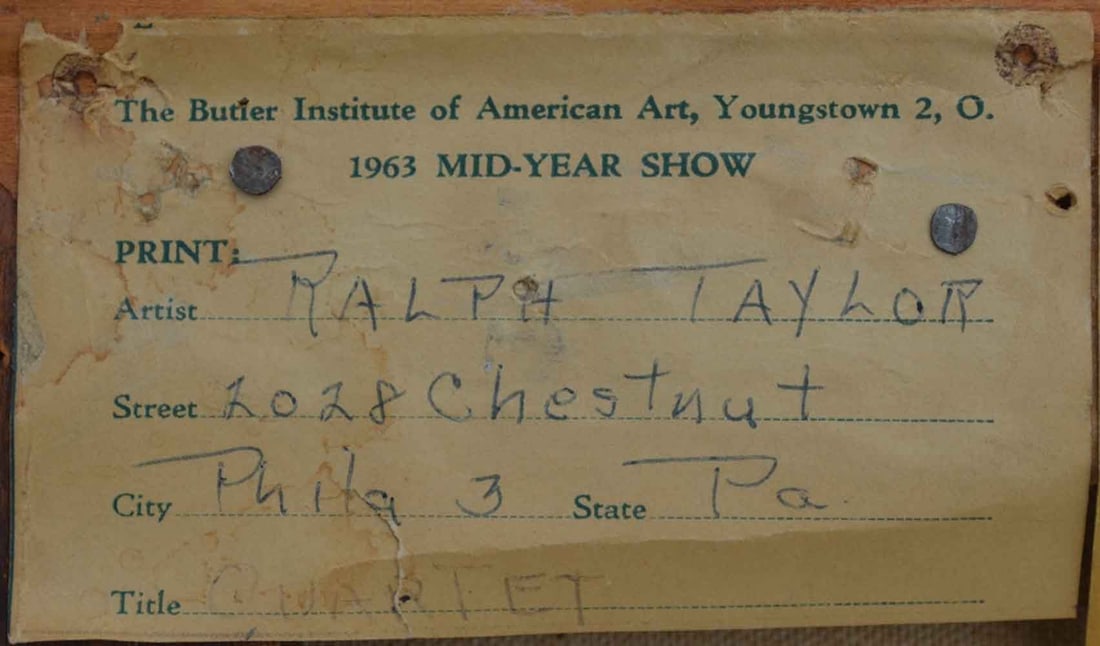 The Butler Institute of American Art, Youngstown 2, O.
1963 MID-YEAR SHOW
PRINT:
Artist RALPH TAYLOR
Street 2028 Chestnut
City Phila 3 State Pa.
Title QUARTET